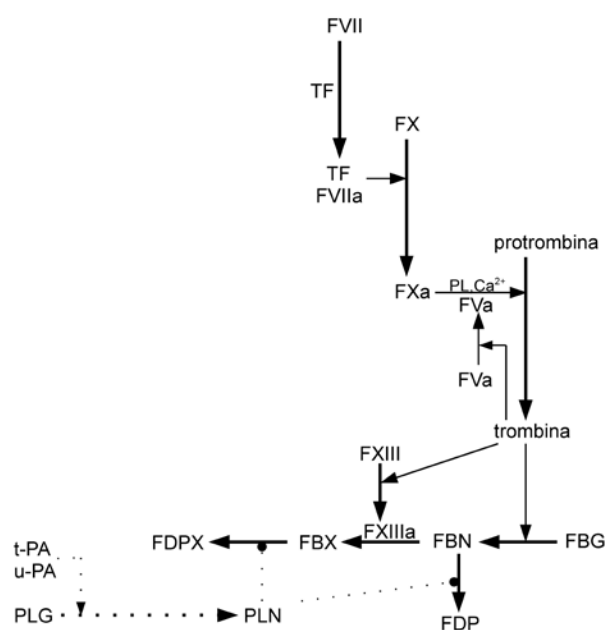 FVII
TF
FX
TF
FVIIa
protrombina
FXa
PL.Ca²⁺
FVa
FVa
trombina
FXIII
FXIIIa
FDPX
FBX
FBN
FBG
t-PA
u-PA
PLG
PLN
FDP